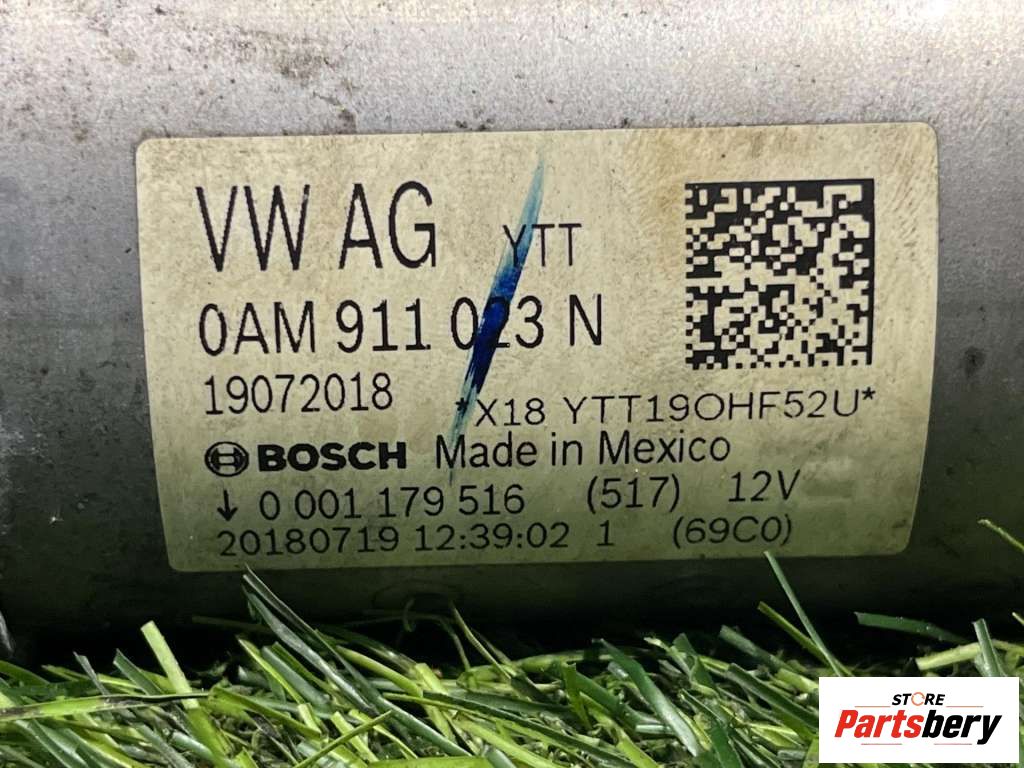 VW AG YTT
0AM 911 023 N
19072018
*X18 YTT19OHF52U*
BOSCH Made in Mexico
↓ 0 001 179 516 (517) 12V
20180719 12:39:02 1 (69C0)
STORE
Partsbery